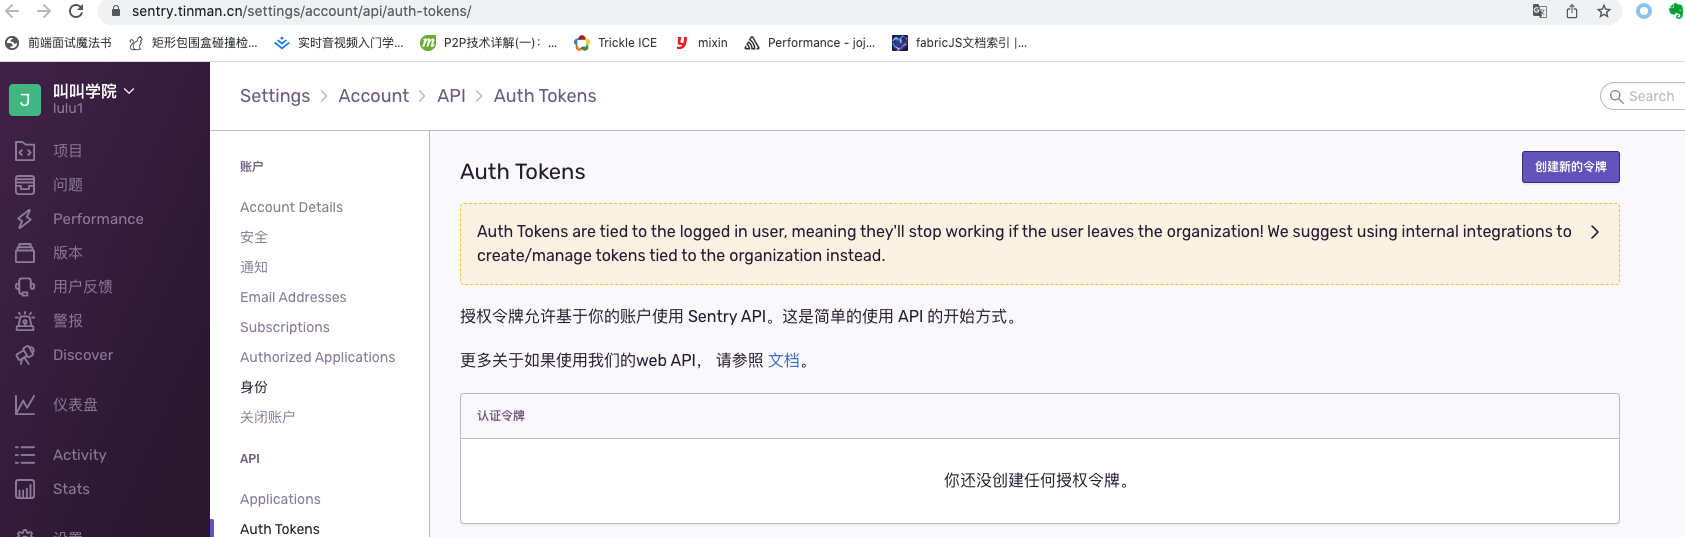 sentry.tinman.cn/settings/account/api/auth-tokens/
前端面试魔法书 矩形包围盒碰撞检... 实时音视频入门学... P2P技术详解(一)：... Trickle ICE mixin Performance - joj... fabricJS文档索引 |...
J 叫叫学院
lulu1
项目
问题
Performance
版本
用户反馈
警报
Discover
仪表盘
Activity
Stats
Settings > Account > API > Auth Tokens
Search
账户
Account Details
安全
通知
Email Addresses
Subscriptions
Authorized Applications
身份
关闭账户
API
Applications
Auth Tokens
Auth Tokens
创建新的令牌
Auth Tokens are tied to the logged in user, meaning they'll stop working if the user leaves the organization! We suggest using internal integrations to
create/manage tokens tied to the organization instead.
授权令牌允许基于你的账户使用 Sentry API。这是简单的使用 API 的开始方式。
更多关于如果使用我们的web API， 请参照 文档。
认证令牌
你还没创建任何授权令牌。